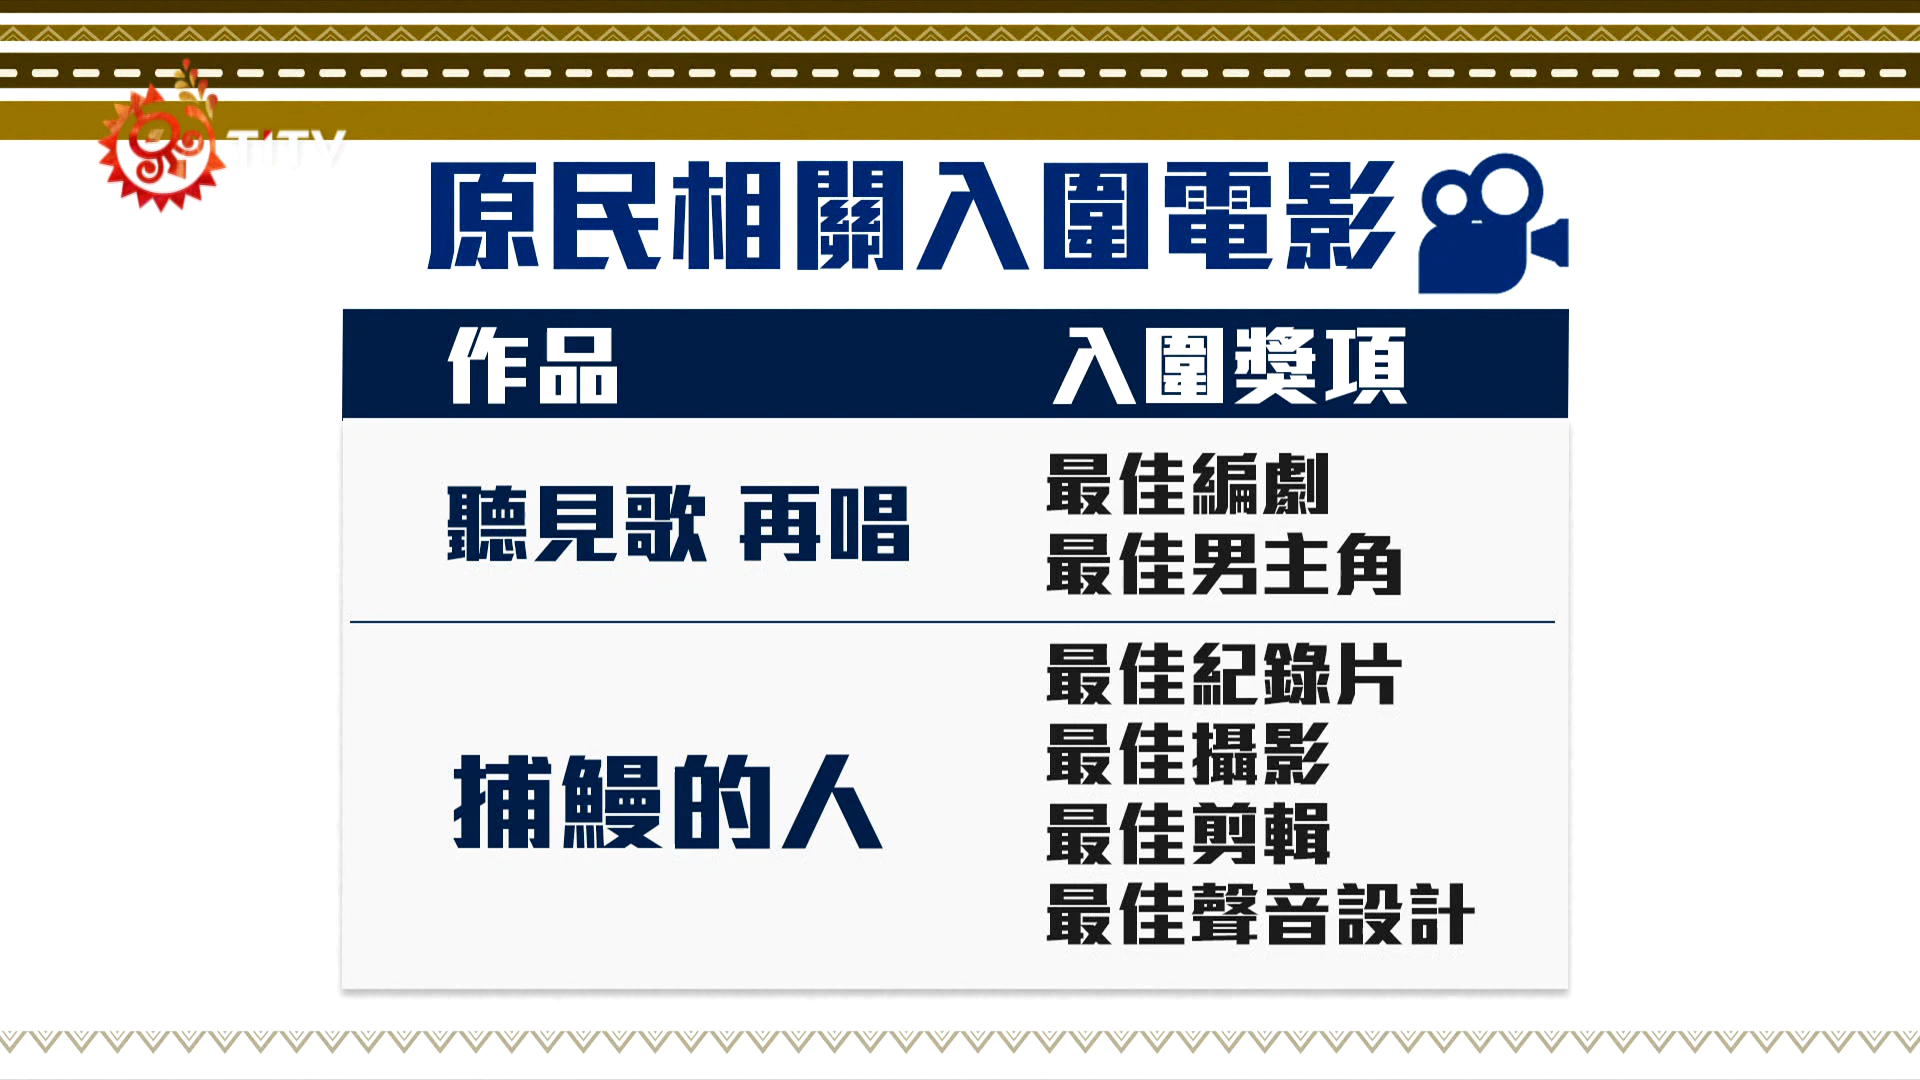 TITV
原民相關入圍電影
作品 入圍獎項
聽見歌 再唱
最佳編劇
最佳男主角
捕鰻的人
最佳紀錄片
最佳攝影
最佳剪輯
最佳聲音設計